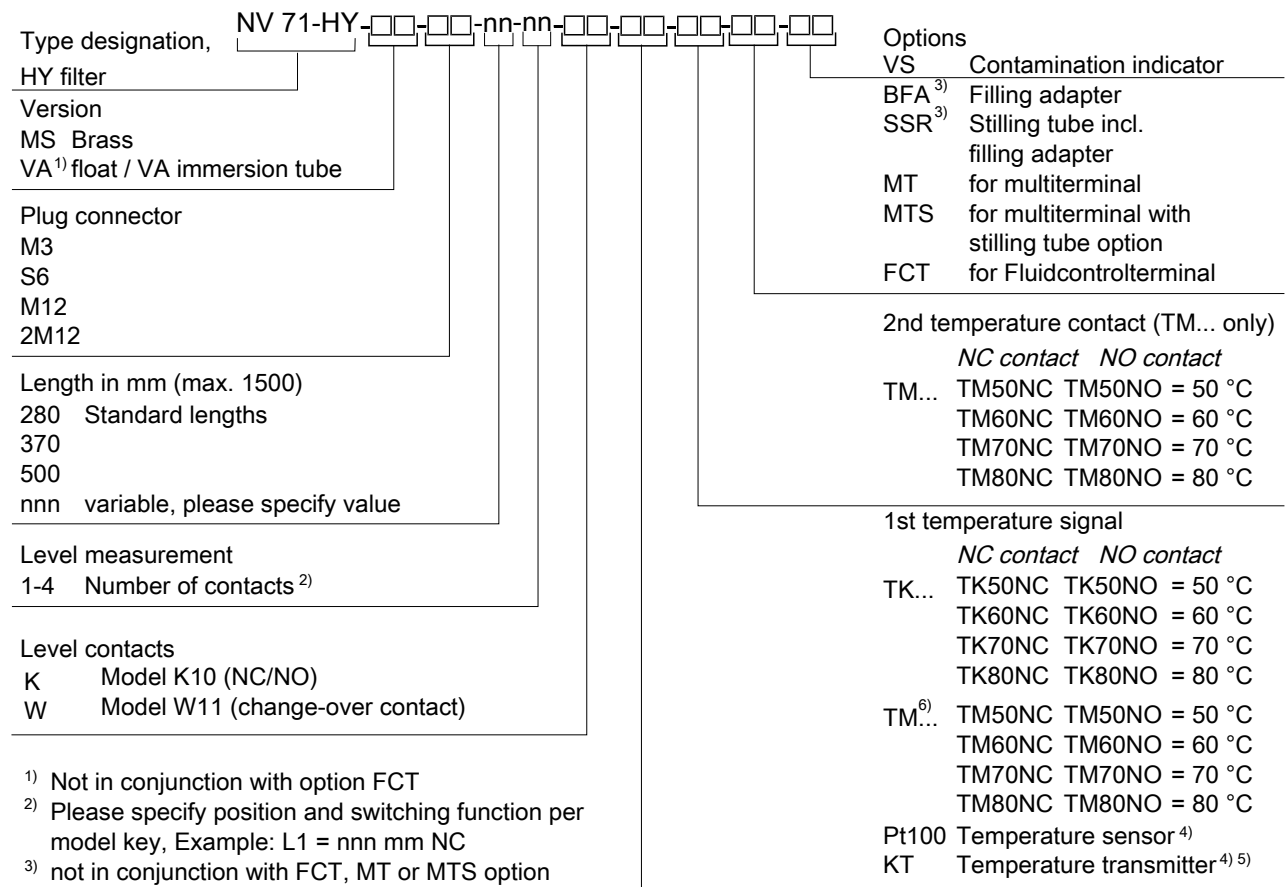 NV 71-HY-□□-□□-nn-nn-□□-□□-□□-□□-□□
Type designation,
HY filter
Version
MS Brass
VA 1) float / VA immersion tube
Plug connector
M3
S6
M12
2M12
Length in mm (max. 1500)
280 Standard lengths
370
500
nnn variable, please specify value
Level measurement
1-4 Number of contacts 2)
Level contacts
K Model K10 (NC/NO)
W Model W11 (change-over contact)
1) Not in conjunction with option FCT
2) Please specify position and switching function per
model key, Example: L1 = nnn mm NC
3) not in conjunction with FCT, MT or MTS option
Options
VS Contamination indicator
BFA 3) Filling adapter
SSR 3) Stilling tube incl.
filling adapter
MT for multiterminal
MTS for multiterminal with
stilling tube option
FCT for Fluidcontrolterminal
2nd temperature contact (TM... only)
NC contact NO contact
TM... TM50NC TM50NO = 50 °C
TM60NC TM60NO = 60 °C
TM70NC TM70NO = 70 °C
TM80NC TM80NO = 80 °C
1st temperature signal
NC contact NO contact
TK... TK50NC TK50NO = 50 °C
TK60NC TK60NO = 60 °C
TK70NC TK70NO = 70 °C
TK80NC TK80NO = 80 °C
TM... 6) TM50NC TM50NO = 50 °C
TM60NC TM60NO = 60 °C
TM70NC TM70NO = 70 °C
TM80NC TM80NO = 80 °C
Pt100 Temperature sensor 4)
KT Temperature transmitter 4) 5)